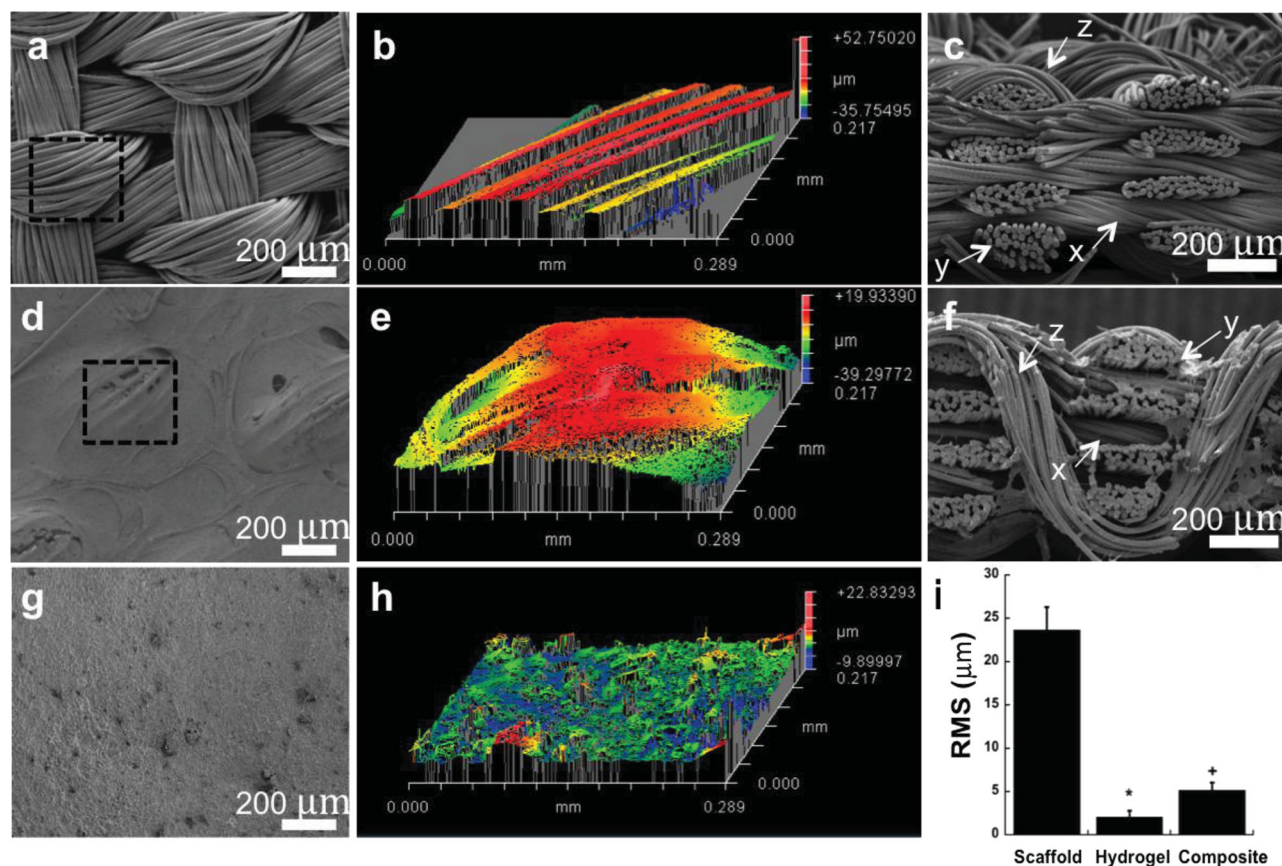 a
200 µm
b
+52.75020
µm
-35.75495
0.217
mm
0.000
0.000
mm
0.289
c
z
y
x
200 µm
d
200 µm
e
+19.93390
µm
-39.29772
0.217
mm
0.000
0.000
mm
0.289
f
z
y
x
200 µm
g
200 µm
h
+22.83293
µm
-9.89997
0.217
mm
0.000
0.000
mm
0.289
i
30
25
20
15
10
5
0
RMS (µm)
*
+
Scaffold Hydrogel Composite